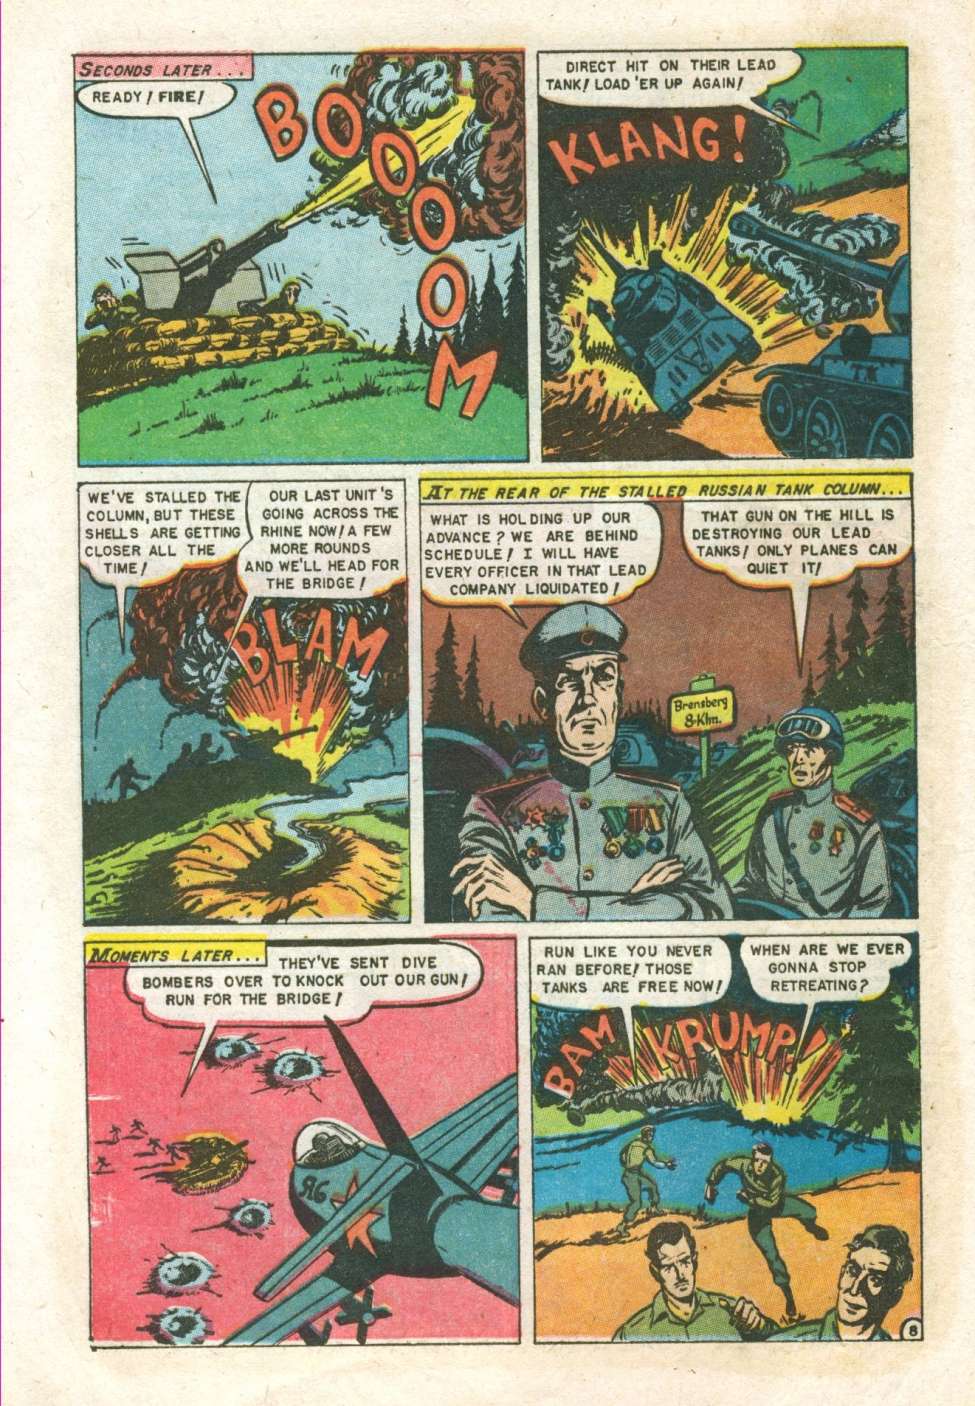 SECONDS LATER...
READY! FIRE!
BOOOOOM
DIRECT HIT ON THEIR LEAD
TANK! LOAD 'ER UP AGAIN!
KLANG!
WE'VE STALLED THE
COLUMN, BUT THESE
SHELLS ARE GETTING
CLOSER ALL THE
TIME!
OUR LAST UNIT'S
GOING ACROSS THE
RHINE NOW! A FEW
MORE ROUNDS
AND WE'LL HEAD FOR
THE BRIDGE!
BLAM
AT THE REAR OF THE STALLED RUSSIAN TANK COLUMN...
WHAT IS HOLDING UP OUR
ADVANCE? WE ARE BEHIND
SCHEDULE! I WILL HAVE
EVERY OFFICER IN THAT LEAD
COMPANY LIQUIDATED!
THAT GUN ON THE HILL IS
DESTROYING OUR LEAD
TANKS! ONLY PLANES CAN
QUIET IT!
Brensberg
8-Klm.
MOMENTS LATER...
THEY'VE SENT DIVE
BOMBERS OVER TO KNOCK OUT OUR GUN!
RUN FOR THE BRIDGE!
RUN LIKE YOU NEVER
RAN BEFORE! THOSE
TANKS ARE FREE NOW!
WHEN ARE WE EVER
GONNA STOP
RETREATING?
BAM
KRUMP!
8